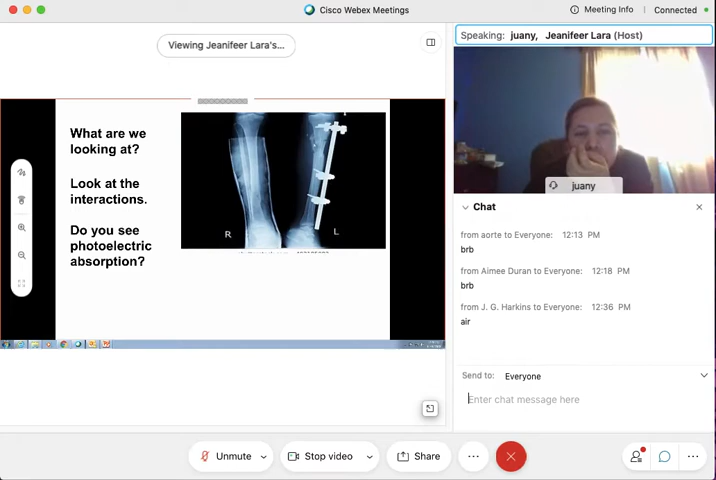 Cisco Webex Meetings
Meeting Info
Connected
Viewing Jeanifeer Lara's...
Speaking: juany, Jeanifeer Lara (Host)
What are we
looking at?
Look at the
interactions.
Do you see
photoelectric
absorption?
R
L
juany
Chat
from aorte to Everyone: 12:13 PM
brb
from Aimee Duran to Everyone: 12:18 PM
brb
from J. G. Harkins to Everyone: 12:36 PM
air
Send to: Everyone
Enter chat message here
Unmute
Stop video
Share